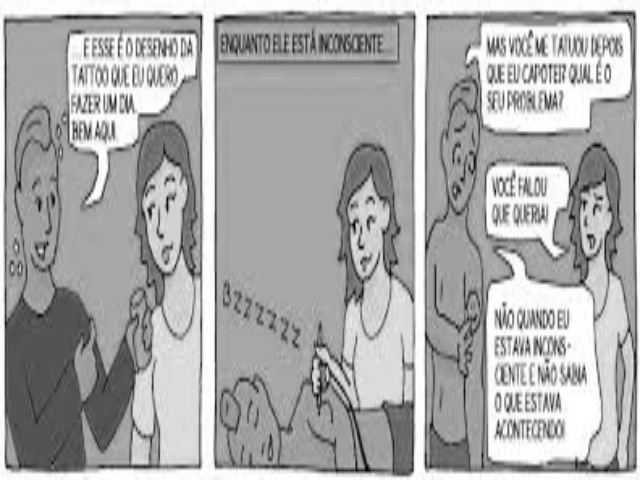 ...E ESSE É O DESENHO DA
TATTOO QUE EU QUERO
FAZER UM DIA.
BEM AQUI.
ENQUANTO ELE ESTÁ INCONSCIENTE...
BZZZZZZ
MAS VOCÊ ME TATUOU DEPOIS
QUE EU CAPOTEI? QUAL É O
SEU PROBLEMA?
VOCÊ FALOU
QUE QUERIA!
NÃO QUANDO EU
ESTAVA INCONS-
CIENTE E NÃO SABIA
O QUE ESTAVA
ACONTECENDO!